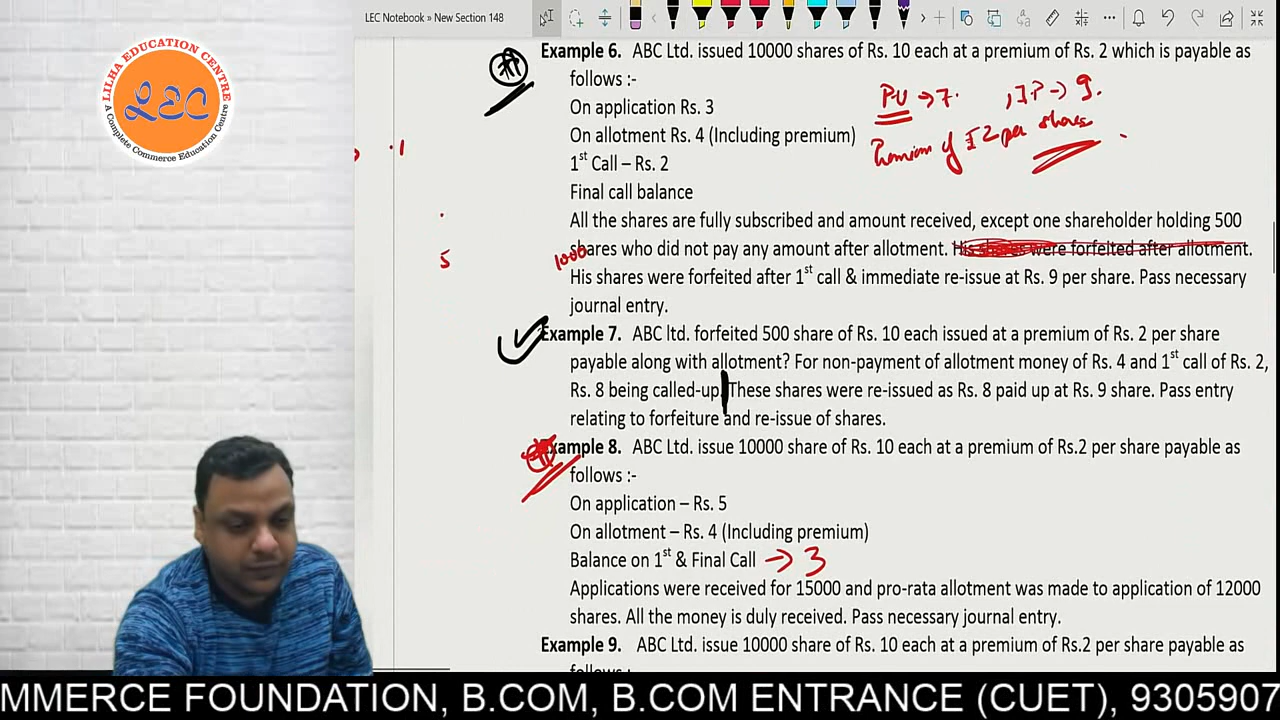 LEC Notebook » New Section 148
LILHA EDUCATION CENTRE
LEC
A Complete Commerce Education Centre
Example 6. ABC Ltd. issued 10000 shares of Rs. 10 each at a premium of Rs. 2 which is payable as
follows :-
On application Rs. 3
PU → 7. , IP → 9.
On allotment Rs. 4 (Including premium)
Premium of ₹ 2 per shares
1st Call – Rs. 2
Final call balance
All the shares are fully subscribed and amount received, except one shareholder holding 500
shares who did not pay any amount after allotment. His shares were forfeited after allotment.
1000
5
His shares were forfeited after 1st call & immediate re-issue at Rs. 9 per share. Pass necessary
journal entry.
Example 7. ABC ltd. forfeited 500 share of Rs. 10 each issued at a premium of Rs. 2 per share
payable along with allotment? For non-payment of allotment money of Rs. 4 and 1st call of Rs. 2,
Rs. 8 being called-up. These shares were re-issued as Rs. 8 paid up at Rs. 9 share. Pass entry
relating to forfeiture and re-issue of shares.
Example 8. ABC Ltd. issue 10000 share of Rs. 10 each at a premium of Rs.2 per share payable as
follows :-
On application – Rs. 5
On allotment – Rs. 4 (Including premium)
Balance on 1st & Final Call → 3
Applications were received for 15000 and pro-rata allotment was made to application of 12000
shares. All the money is duly received. Pass necessary journal entry.
Example 9. ABC Ltd. issue 10000 share of Rs. 10 each at a premium of Rs.2 per share payable as
MMERCE FOUNDATION, B.COM, B.COM ENTRANCE (CUET), 9305907